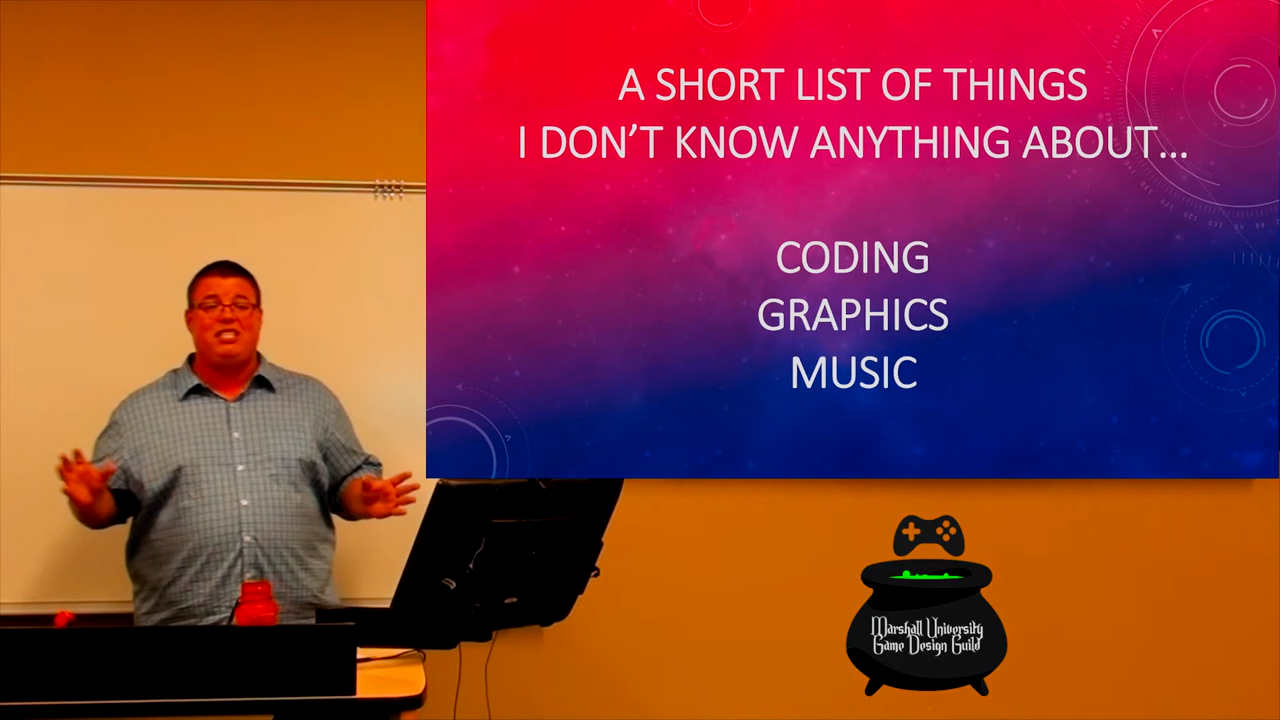 A SHORT LIST OF THINGS
I DON'T KNOW ANYTHING ABOUT...
CODING
GRAPHICS
MUSIC
Marshall University
Game Design Guild